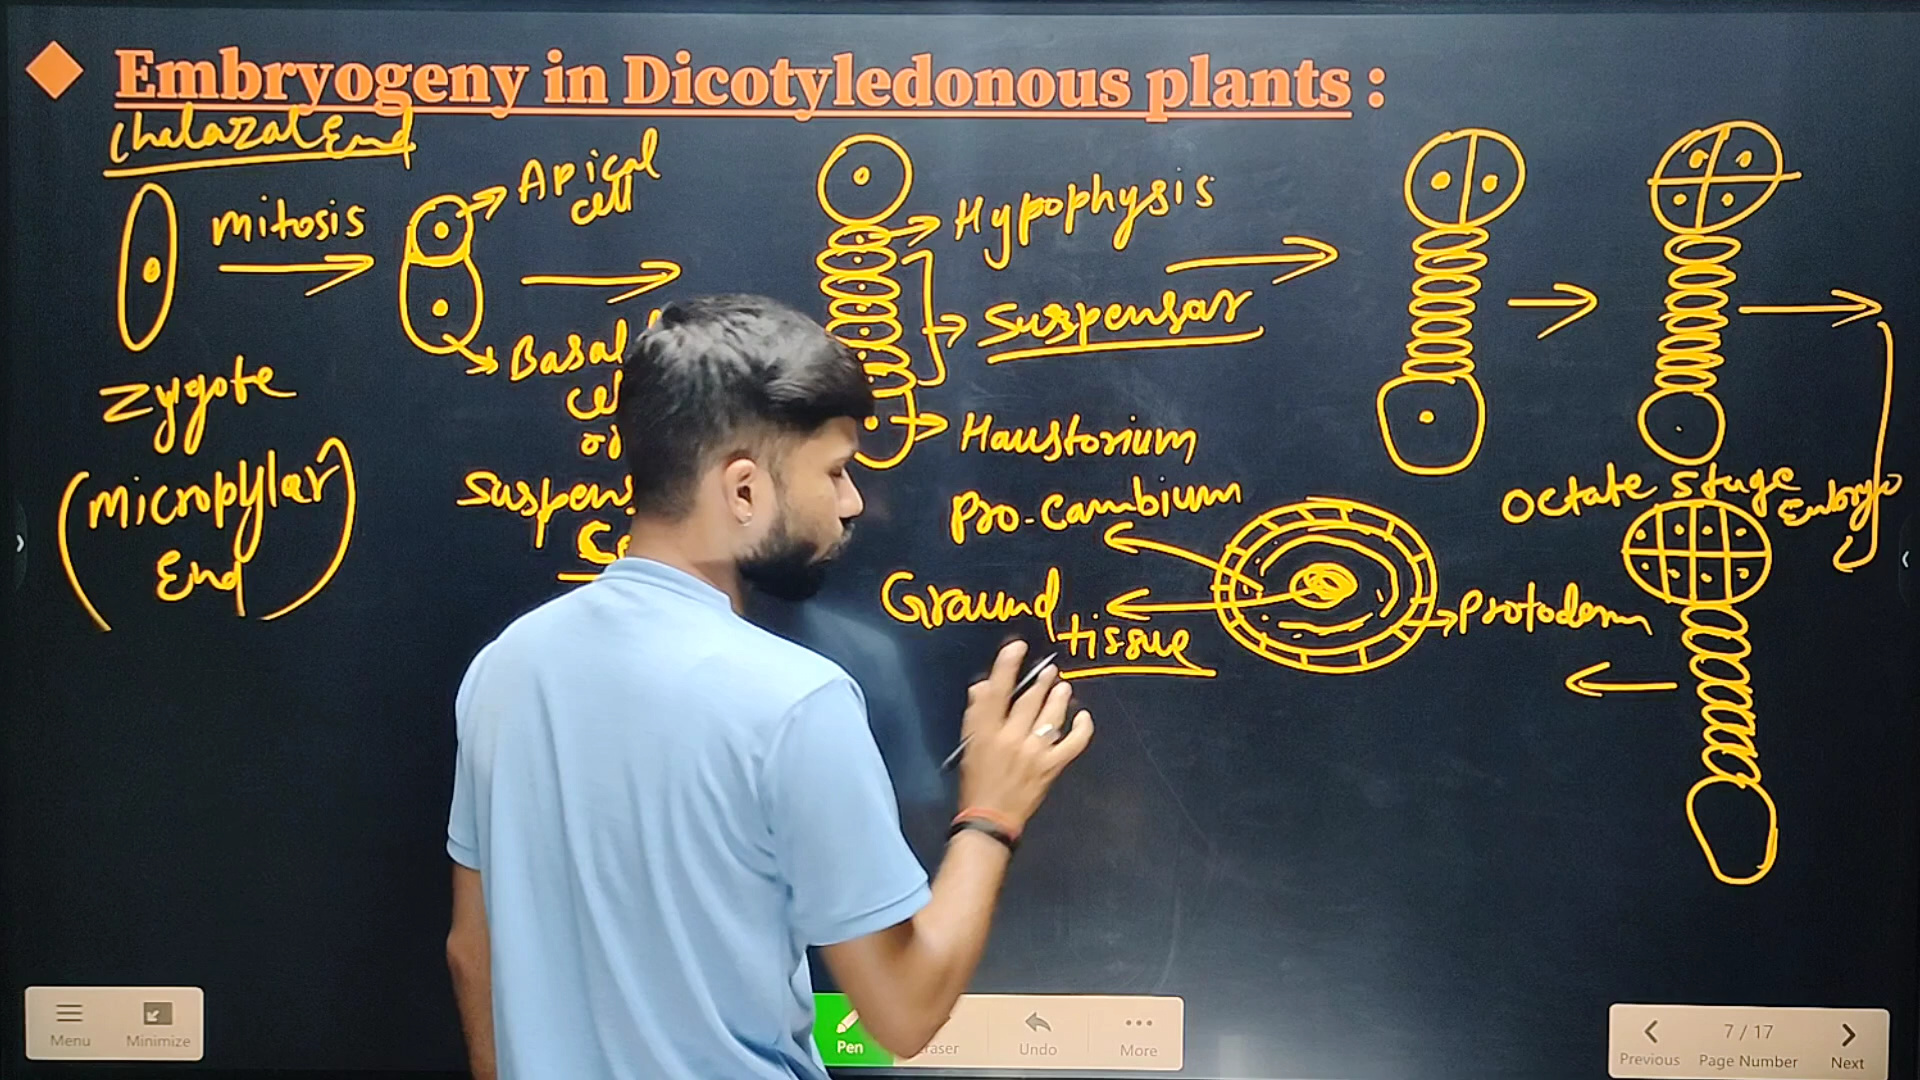 Embryogeny in Dicotyledonous plants :
Chalazal End
mitosis
Apical
cell
Hypophysis
Suspensor
Basal
Zygote
Haustorium
(micropylar
End)
Pro-cambium
Octate stage
Embryo
Ground
tissue
Protoderm
Menu
Minimize
Pen
Undo
More
7 / 17
Previous
Page Number
Next